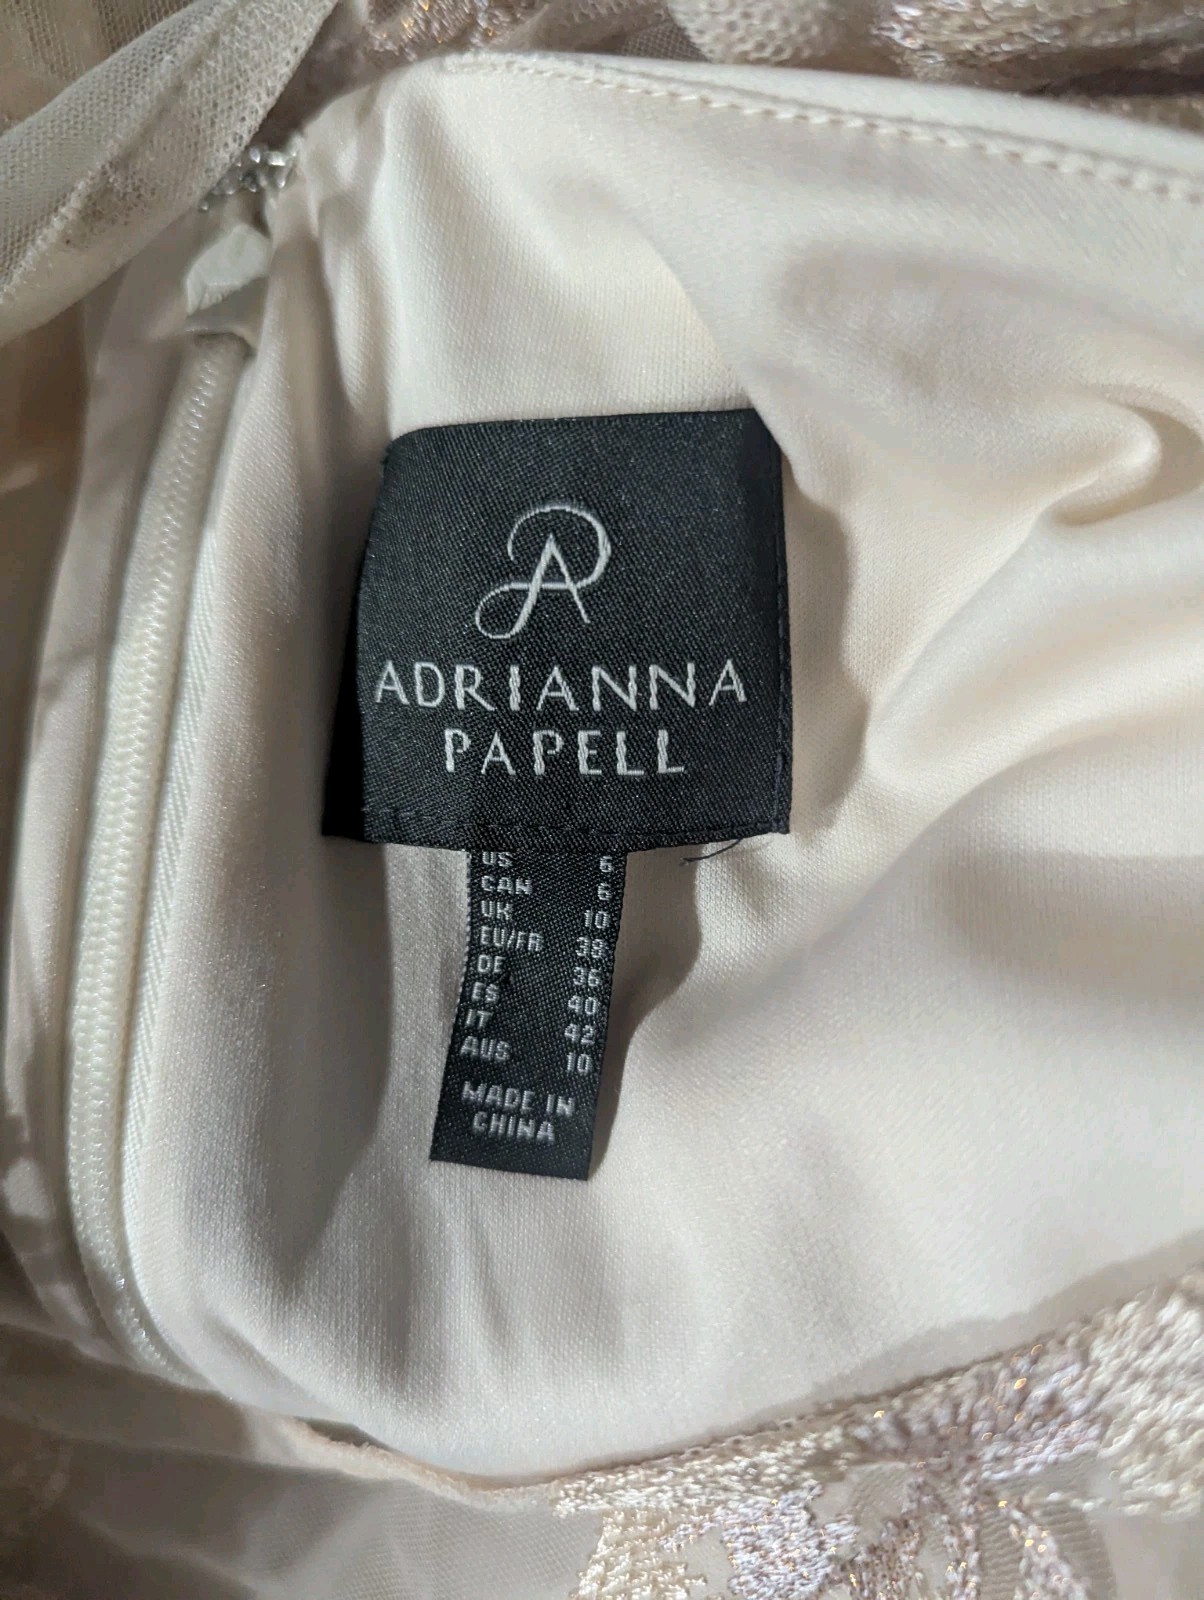 AP
ADRIANNA
PAPELL
US 6
CAN 6
UK 10
EU/FR 38
DE 36
ES 40
IT 42
AUS 10
MADE IN
CHINA